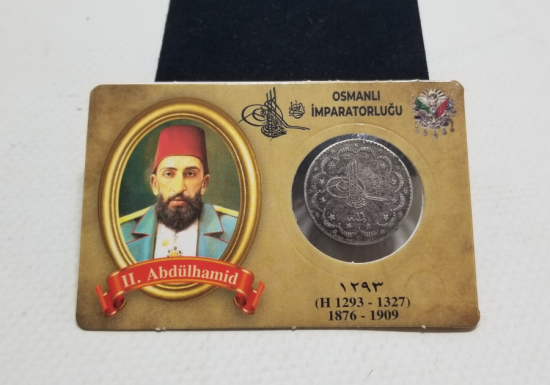 OSMANLI
İMPARATORLUĞU
II. Abdülhamid
١٢٩٣
(H 1293 - 1327)
1876 - 1909